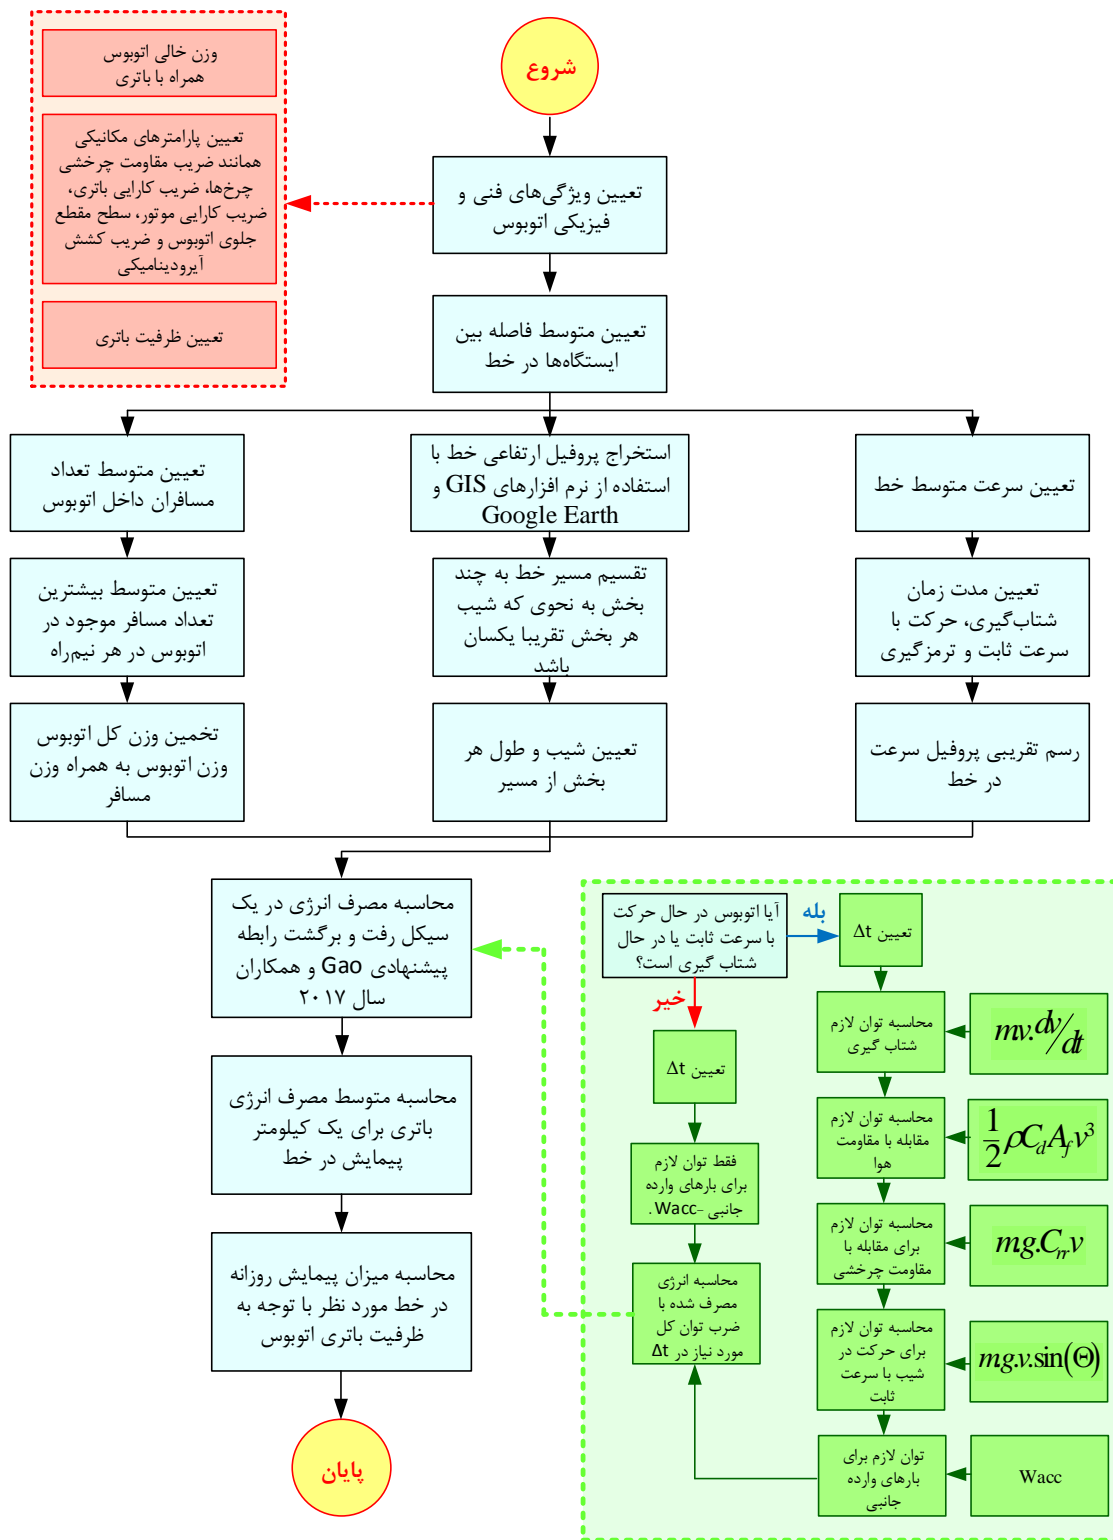 شروع
وزن خالی اتوبوس
همراه با باتری
تعیین پارامترهای مکانیکی
همانند ضریب مقاومت چرخشی
چرخ‌ها، ضریب کارایی باتری،
ضریب کارایی موتور، سطح مقطع
جلوی اتوبوس و ضریب کشش
آیرودینامیکی
تعیین ظرفیت باتری
تعیین ویژگی‌های فنی و
فیزیکی اتوبوس
تعیین متوسط فاصله بین
ایستگاه‌ها در خط
تعیین سرعت متوسط خط
تعیین مدت زمان
شتاب‌گیری، حرکت با
سرعت ثابت و ترمزگیری
رسم تقریبی پروفیل سرعت
در خط
استخراج پروفیل ارتفاعی خط با
استفاده از نرم افزارهای GIS و
Google Earth
تقسیم مسیر خط به چند
بخش به نحوی که شیب
هر بخش تقریبا یکسان
باشد
تعیین شیب و طول هر
بخش از مسیر
تعیین متوسط تعداد
مسافران داخل اتوبوس
تعیین متوسط بیشترین
تعداد مسافر موجود در
اتوبوس در هر نیم‌راه
تخمین وزن کل اتوبوس
وزن اتوبوس به همراه وزن
مسافر
محاسبه مصرف انرژی در یک
سیکل رفت و برگشت رابطه
پیشنهادی Gao و همکاران
سال ۲۰۱۷
محاسبه متوسط مصرف انرژی
باتری برای یک کیلومتر
پیمایش در خط
محاسبه میزان پیمایش روزانه
در خط مورد نظر با توجه به
ظرفیت باتری اتوبوس
پایان
آیا اتوبوس در حال حرکت
با سرعت ثابت یا در حال
شتاب گیری است؟
بله
خیر
تعیین Δt
محاسبه توان لازم
شتاب گیری
mv.dv/dt
محاسبه توان لازم
مقابله با مقاومت
هوا
1/2 ρC_d A_f v³
محاسبه توان لازم
برای مقابله با
مقاومت چرخشی
mg.C_rr v
محاسبه توان لازم
برای حرکت در
شیب با سرعت
ثابت
mg.v.sin(Θ)
توان لازم برای
بارهای وارده
جانبی
Wacc
تعیین Δt
فقط توان لازم
برای بارهای وارده
جانبی -Wacc.
محاسبه انرژی
مصرف شده با
ضرب توان کل
مورد نیاز در Δt